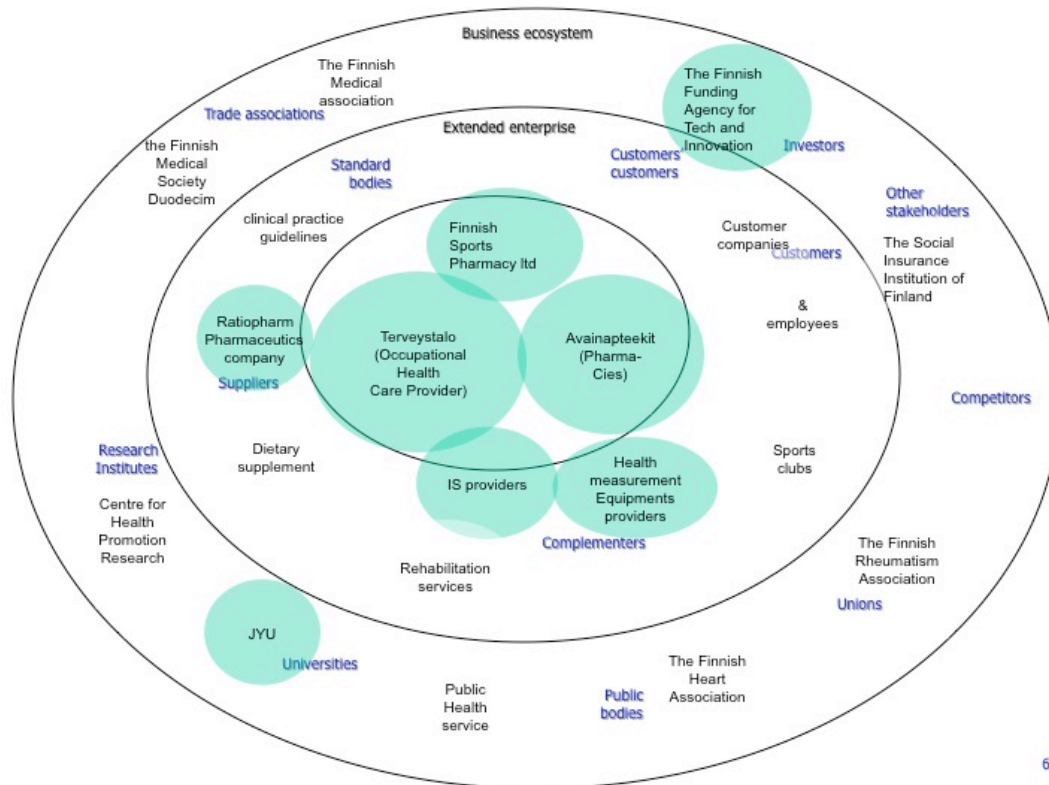 Business ecosystem
The Finnish
Medical
association
Trade associations
the Finnish
Medical
Society
Duodecim
The Finnish
Funding
Agency for
Tech and
Innovation
Investors
Extended enterprise
Standard
bodies
Customers'
customers
Other
stakeholders
The Social
Insurance
Institution of
Finland
clinical practice
guidelines
Finnish
Sports
Pharmacy ltd
Customer
companies
Customers
&
employees
Ratiopharm
Pharmaceutics
company
Suppliers
Terveystalo
(Occupational
Health
Care Provider)
Avainapteekit
(Pharma-
Cies)
Competitors
Research
Institutes
Centre for
Health
Promotion
Research
Dietary
supplement
IS providers
Health
measurement
Equipments
providers
Complementers
Sports
clubs
Rehabilitation
services
The Finnish
Rheumatism
Association
Unions
JYU
Universities
Public
Health
service
Public
bodies
The Finnish
Heart
Association
6